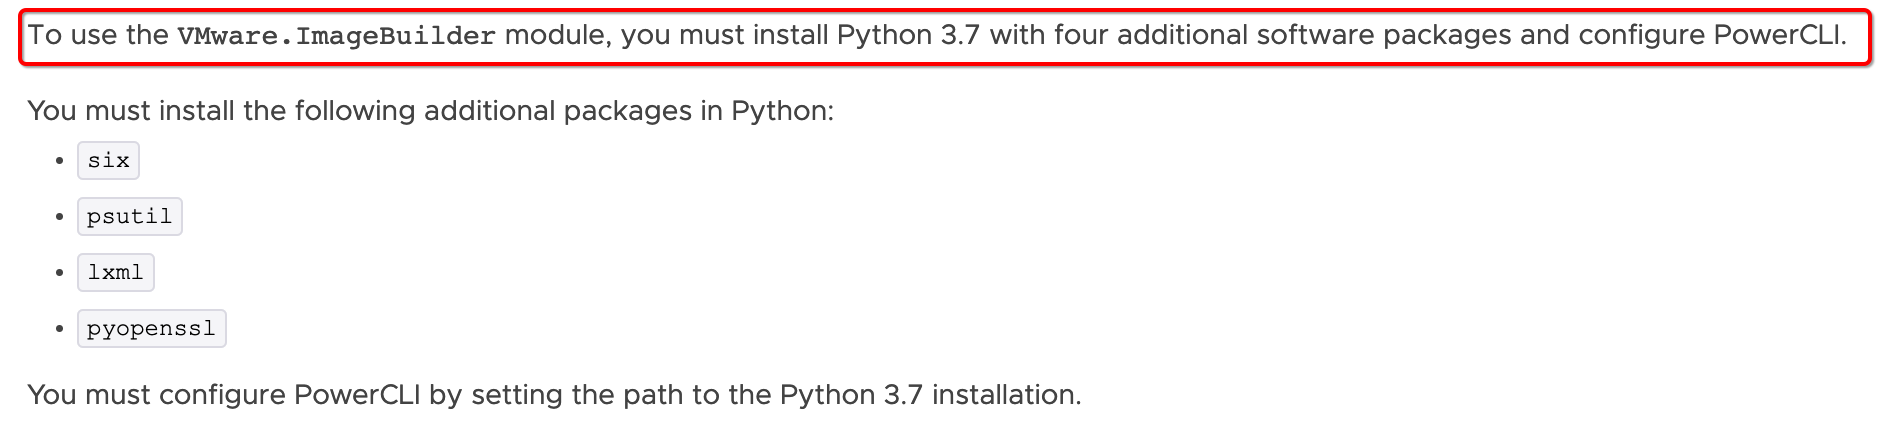 To use the VMware.ImageBuilder module, you must install Python 3.7 with four additional software packages and configure PowerCLI.
You must install the following additional packages in Python:
• six
• psutil
• lxml
• pyopenssl
You must configure PowerCLI by setting the path to the Python 3.7 installation.